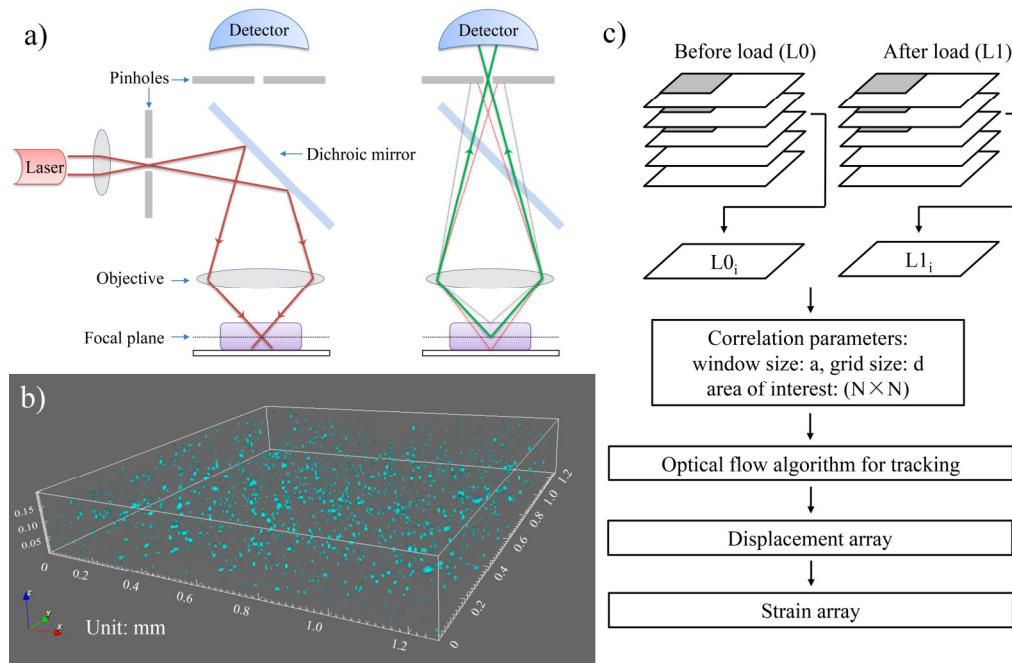 a)
Detector
Pinholes
Laser
Dichroic mirror
Objective
Focal plane
Detector
b)
0.15
0.10
0.05
0
0.2
0.4
0.6
0.8
1.0
1.2
0
0.2
0.4
0.6
0.8
1.0
1.2
z
y
x
Unit: mm
c)
Before load (L0)
After load (L1)
L0i
L1i
Correlation parameters:
window size: a, grid size: d
area of interest: (N×N)
Optical flow algorithm for tracking
Displacement array
Strain array